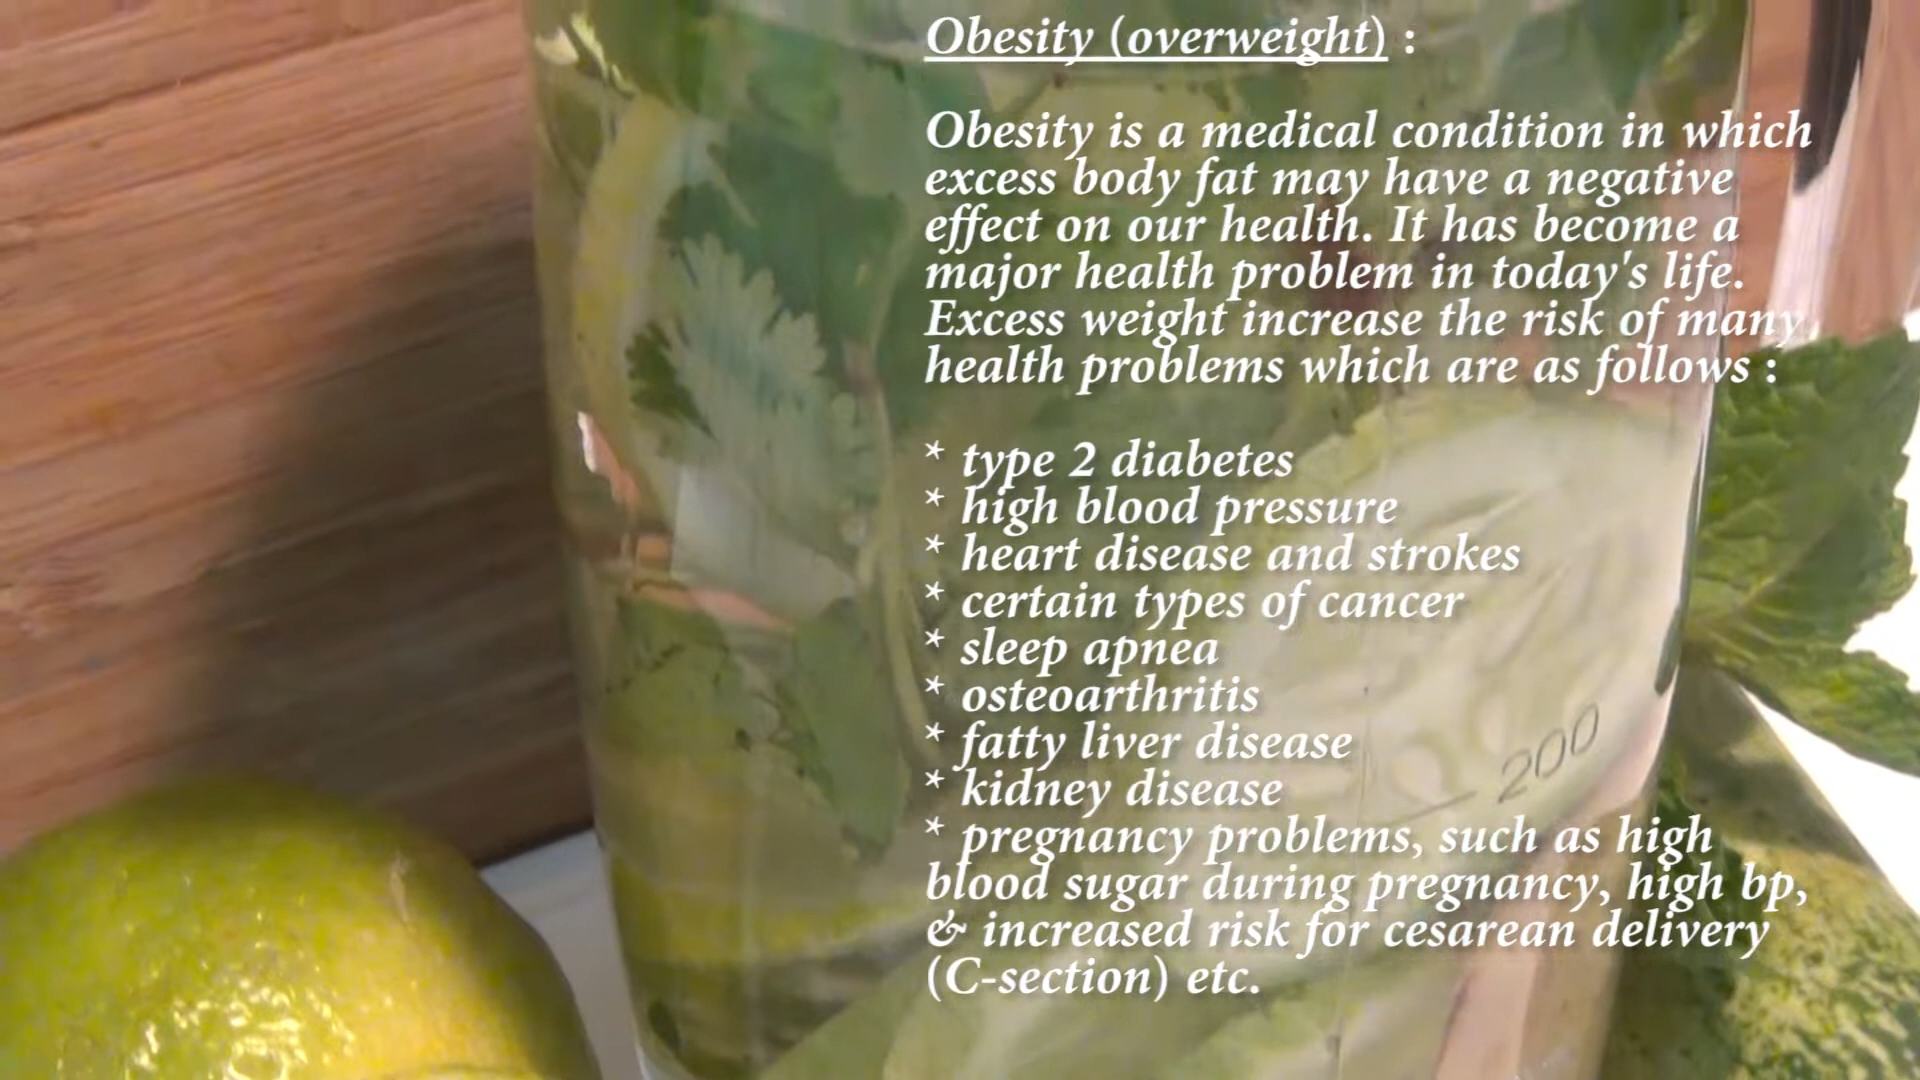 Obesity (overweight) :
Obesity is a medical condition in which
excess body fat may have a negative
effect on our health. It has become a
major health problem in today's life.
Excess weight increase the risk of many
health problems which are as follows :
* type 2 diabetes
* high blood pressure
* heart disease and strokes
* certain types of cancer
* sleep apnea
* osteoarthritis
* fatty liver disease
* kidney disease
* pregnancy problems, such as high
blood sugar during pregnancy, high bp,
& increased risk for cesarean delivery
(C-section) etc.
200